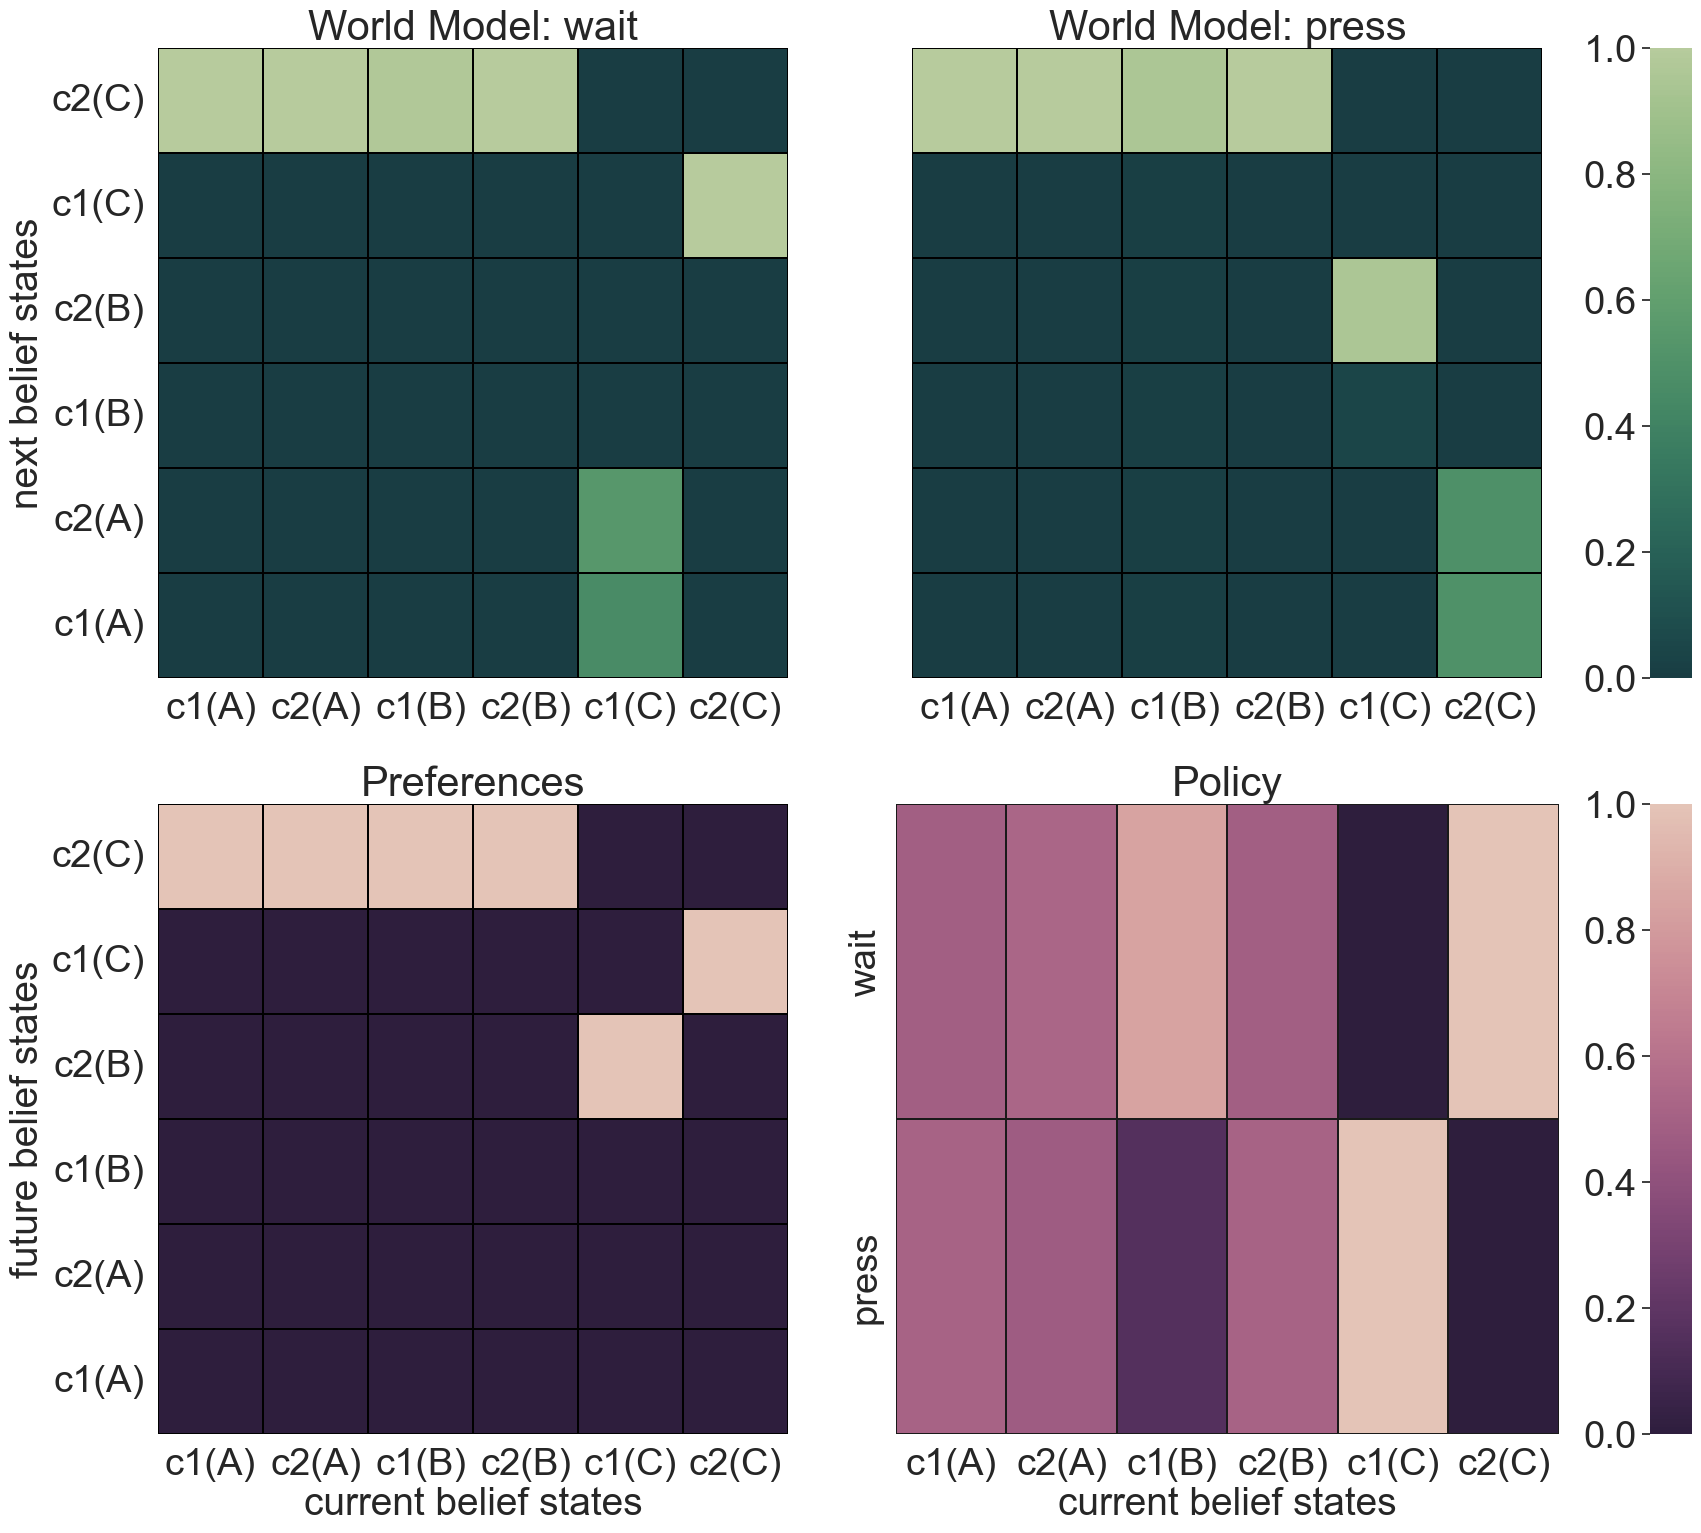 World Model: wait
World Model: press
next belief states
c2(C)
c1(C)
c2(B)
c1(B)
c2(A)
c1(A)
c1(A) c2(A) c1(B) c2(B) c1(C) c2(C)
c1(A) c2(A) c1(B) c2(B) c1(C) c2(C)
1.0
0.8
0.6
0.4
0.2
0.0
Preferences
Policy
future belief states
c2(C)
c1(C)
c2(B)
c1(B)
c2(A)
c1(A)
c1(A) c2(A) c1(B) c2(B) c1(C) c2(C)
current belief states
wait
press
c1(A) c2(A) c1(B) c2(B) c1(C) c2(C)
current belief states
1.0
0.8
0.6
0.4
0.2
0.0